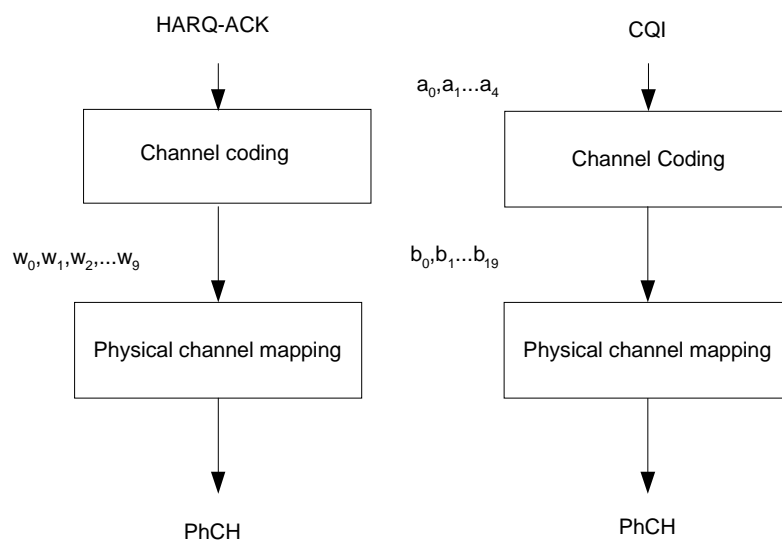 HARQ-ACK
Channel coding
w0,w1,w2,...w9
Physical channel mapping
PhCH
CQI
a0,a1...a4
Channel Coding
b0,b1...b19
Physical channel mapping
PhCH